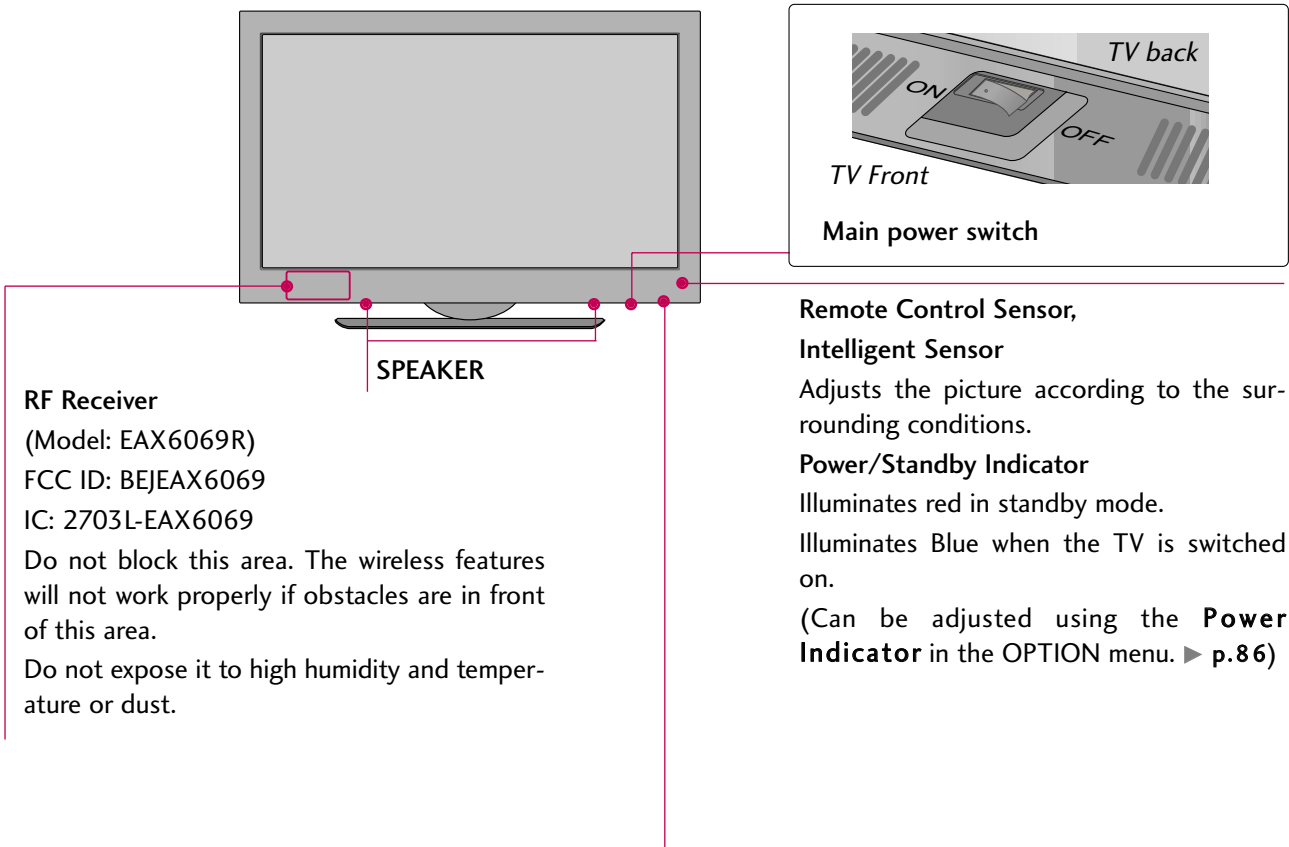 TV back
ON
OFF
TV Front
Main power switch
SPEAKER
RF Receiver
(Model: EAX6069R)
FCC ID: BEJEAX6069
IC: 2703L-EAX6069
Do not block this area. The wireless features
will not work properly if obstacles are in front
of this area.
Do not expose it to high humidity and temper-
ature or dust.
Remote Control Sensor,
Intelligent Sensor
Adjusts the picture according to the sur-
rounding conditions.
Power/Standby Indicator
Illuminates red in standby mode.
Illuminates Blue when the TV is switched
on.
(Can be adjusted using the Power
Indicator in the OPTION menu. ▶ p.86)